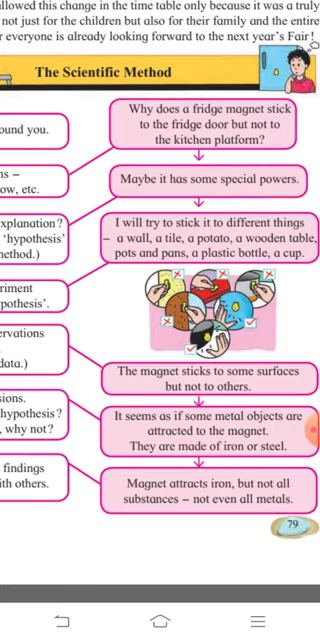 llowed this change in the time table only because it was a truly
not just for the children but also for their family and the entire
r everyone is already looking forward to the next year's Fair!
The Scientific Method
Why does a fridge magnet stick
to the fridge door but not to
the kitchen platform?
ound you.
Maybe it has some special powers.
ns –
ow, etc.
I will try to stick it to different things
– a wall, a tile, a potato, a wooden table,
pots and pans, a plastic bottle, a cup.
xplanation?
'hypothesis'
nethod.)
riment
pothesis'.
ervations
data.)
The magnet sticks to some surfaces
but not to others.
sions.
hypothesis?
, why not?
It seems as if some metal objects are
attracted to the magnet.
They are made of iron or steel.
findings
ith others.
Magnet attracts iron, but not all
substances – not even all metals.
79